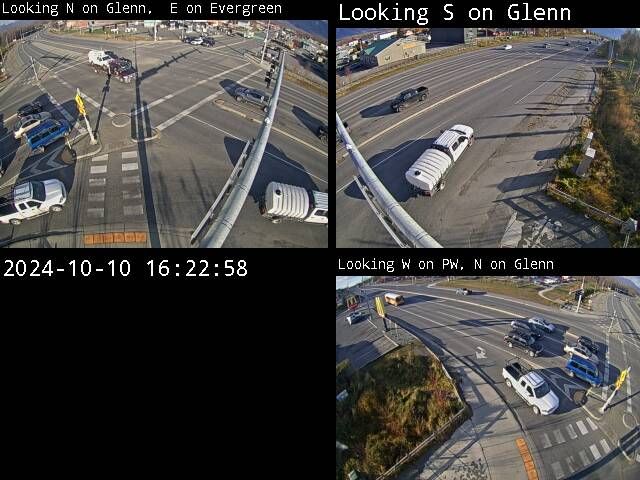 Looking N on Glenn,  E on Evergreen
Looking S on Glenn
2024-10-10 16:22:58
Looking W on PW, N on Glenn